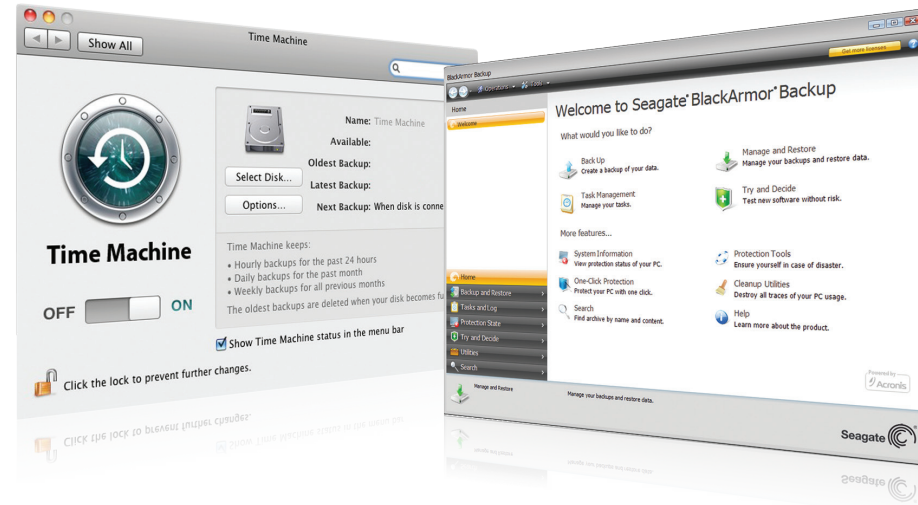 Show All
Time Machine
Name: Time Machine
Available:
Oldest Backup:
Select Disk...
Latest Backup:
Options...
Next Backup: When disk is conne
Time Machine
Time Machine keeps:
• Hourly backups for the past 24 hours
• Daily backups for the past month
• Weekly backups for all previous months
The oldest backups are deleted when your disk becomes fu
OFF ON
Show Time Machine status in the menu bar
Click the lock to prevent further changes.
BlackArmor Backup
Get more licenses
Operations Tools
Home
Welcome
Welcome to Seagate® BlackArmor® Backup
What would you like to do?
Back Up
Create a backup of your data.
Manage and Restore
Manage your backups and restore data.
Task Management
Manage your tasks.
Try and Decide
Test new software without risk.
More features...
System Information
View protection status of your PC.
Protection Tools
Ensure yourself in case of disaster.
One-Click Protection
Protect your PC with one click.
Cleanup Utilities
Destroy all traces of your PC usage.
Search
Find archive by name and content.
Help
Learn more about the product.
Home
Backup and Restore
Tasks and Log
Protection State
Try and Decide
Utilities
Search
Powered by
Acronis
Manage and Restore
Manage your backups and restore data.
Seagate